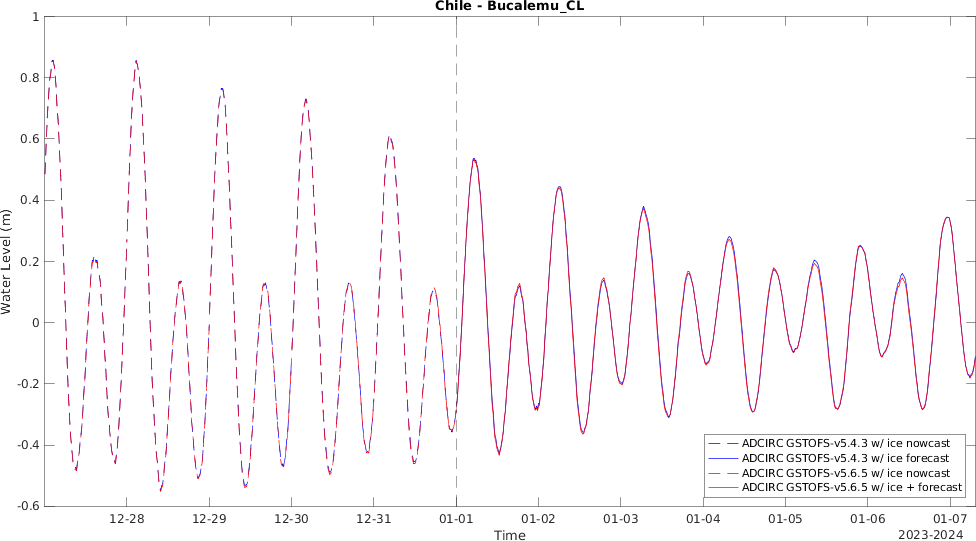 Chile - Bucalemu_CL
Water Level (m)
1
0.8
0.6
0.4
0.2
0
-0.2
-0.4
-0.6
ADCIRC GSTOFS-v5.4.3 w/ ice nowcast
ADCIRC GSTOFS-v5.4.3 w/ ice forecast
ADCIRC GSTOFS-v5.6.5 w/ ice nowcast
ADCIRC GSTOFS-v5.6.5 w/ ice + forecast
12-28 12-29 12-30 12-31 01-01 01-02 01-03 01-04 01-05 01-06 01-07
Time
2023-2024